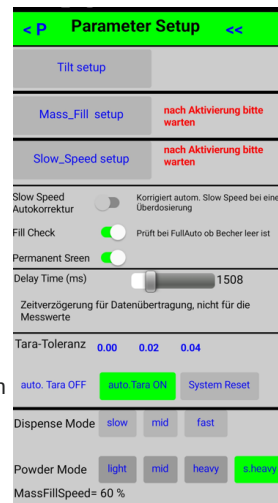 < P Parameter Setup <<
Tilt setup
Mass_Fill setup
nach Aktivierung bitte
warten
Slow_Speed setup
nach Aktivierung bitte
warten
Slow Speed
Autokorrektur
Korrigiert autom. Slow Speed bei eine
Überdosierung
Fill Check
Prüft bei FullAuto ob Becher leer ist
Permanent Sreen
Delay Time (ms)
1508
Zeitverzögerung für Datenübertragung, nicht für die
Messwerte
Tara-Toleranz 0.00 0.02 0.04
auto. Tara OFF auto.Tara ON System Reset
Dispense Mode slow mid fast
Powder Mode light mid heavy s.heavy
MassFillSpeed= 60 %